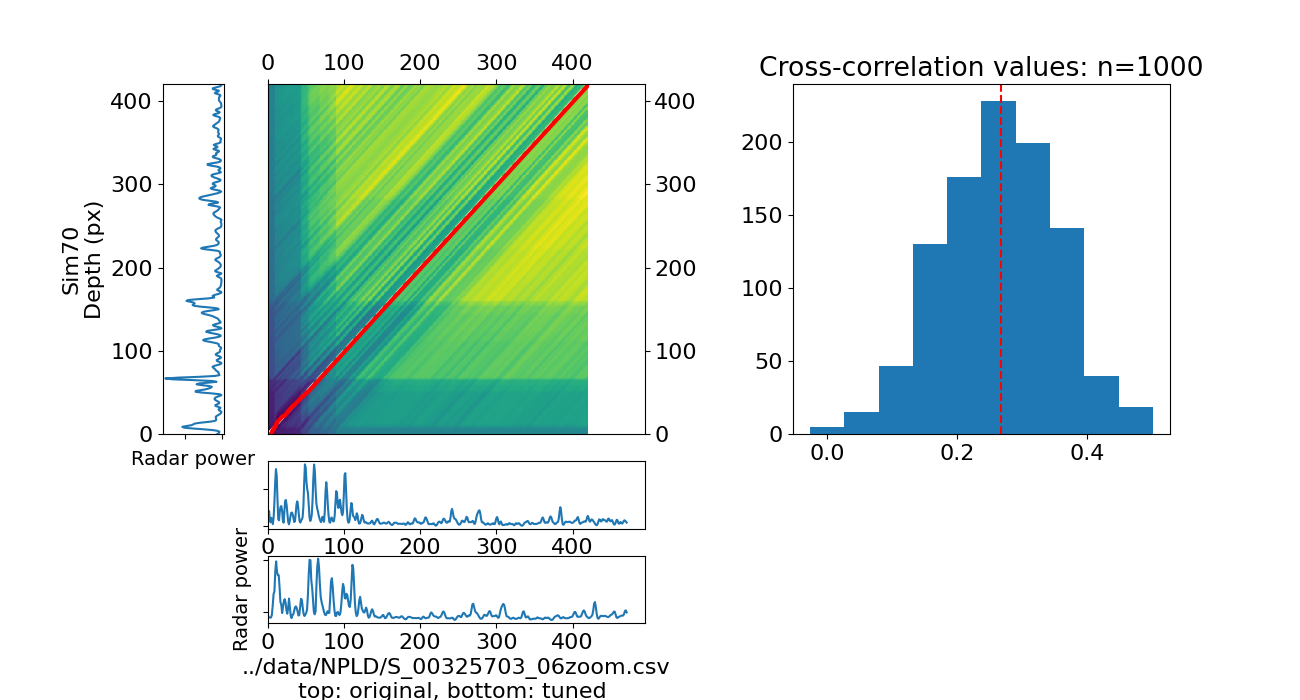 Cross-correlation values: n=1000
0 100 200 300 400
400
300
200
100
0
Sim70
Depth (px)
Radar power
400
300
200
100
0
200
150
100
50
0
0.0 0.2 0.4
0 100 200 300 400
Radar power
0 100 200 300 400
../data/NPLD/S_00325703_06zoom.csv
top: original, bottom: tuned